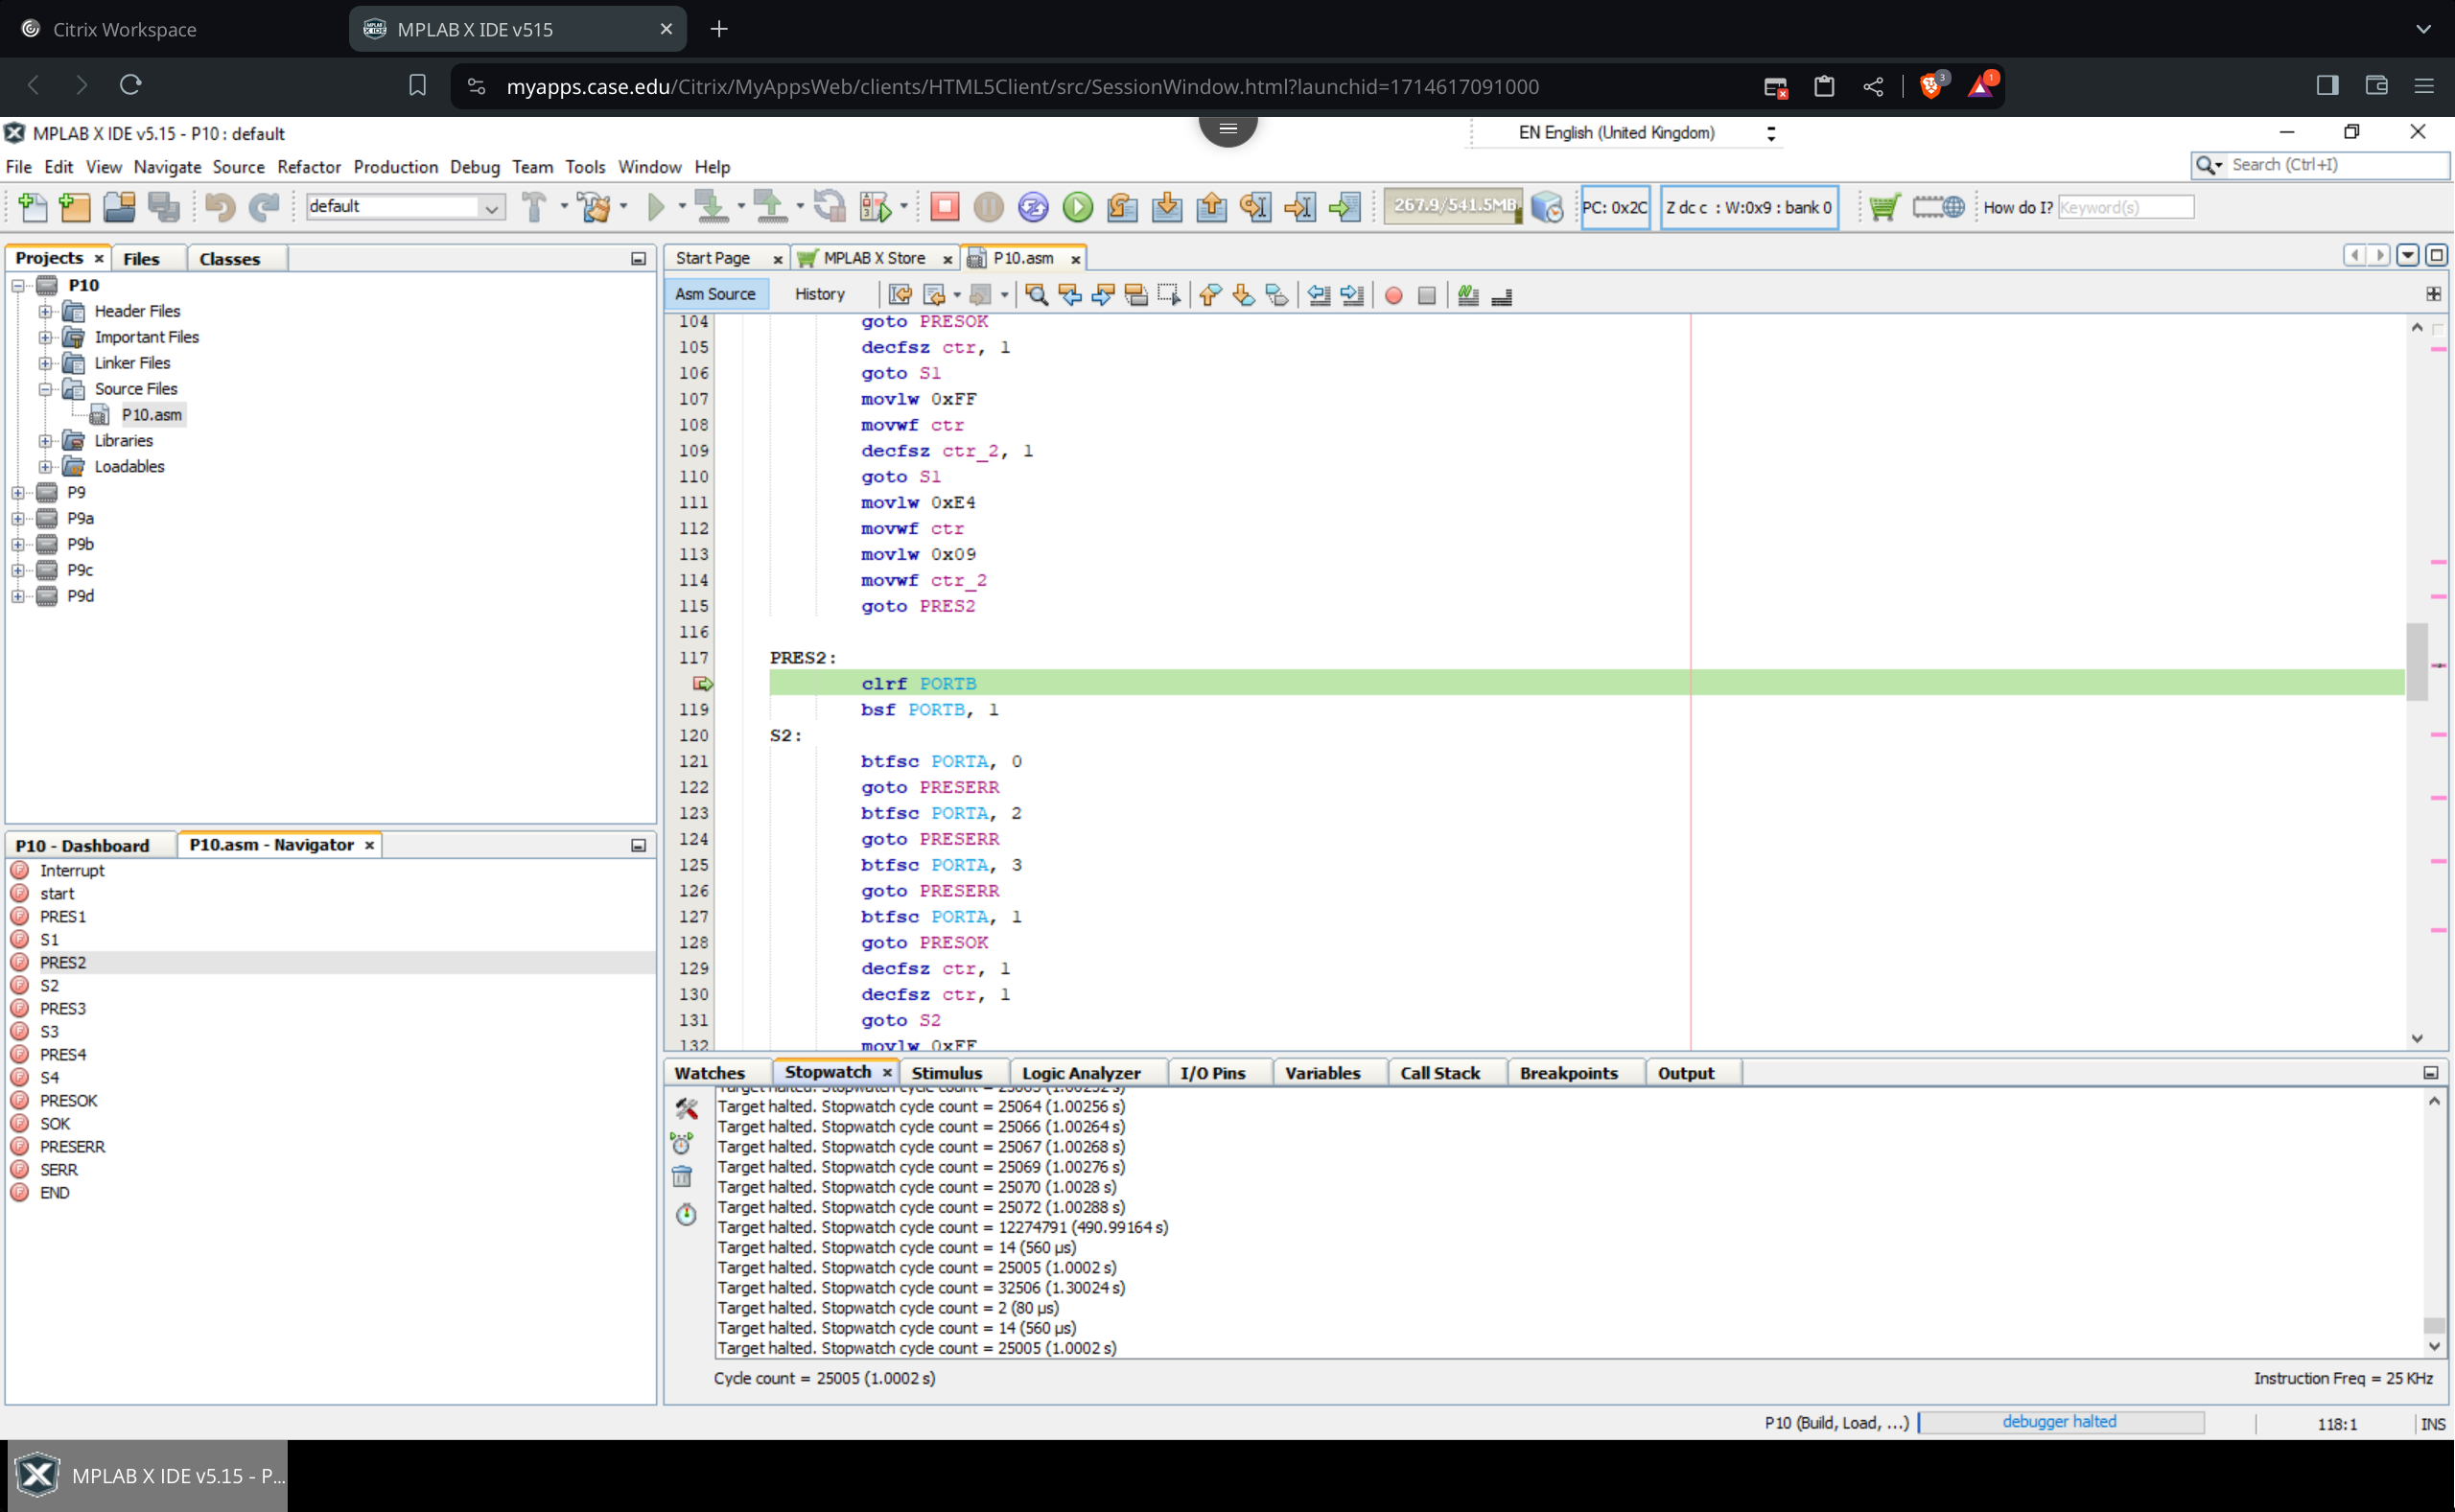 Citrix Workspace
MPLAB X IDE v515
myapps.case.edu/Citrix/MyAppsWeb/clients/HTML5Client/src/SessionWindow.html?launchid=1714617091000
3
1
MPLAB X IDE v5.15 - P10 : default
EN English (United Kingdom)
File Edit View Navigate Source Refactor Production Debug Team Tools Window Help
Search (Ctrl+I)
default
267.9/541.5MB
PC: 0x2C
Z dc c : W:0x9 : bank 0
How do I? Keyword(s)
Projects
Files
Classes
P10
Header Files
Important Files
Linker Files
Source Files
P10.asm
Libraries
Loadables
P9
P9a
P9b
P9c
P9d
P10 - Dashboard
P10.asm - Navigator
Interrupt
start
PRES1
S1
PRES2
S2
PRES3
S3
PRES4
S4
PRESOK
SOK
PRESERR
SERR
END
Start Page
MPLAB X Store
P10.asm
Asm Source
History
104 goto PRESOK
105 decfsz ctr, 1
106 goto S1
107 movlw 0xFF
108 movwf ctr
109 decfsz ctr_2, 1
110 goto S1
111 movlw 0xE4
112 movwf ctr
113 movlw 0x09
114 movwf ctr_2
115 goto PRES2
116
117 PRES2:
clrf PORTB
119 bsf PORTB, 1
120 S2:
121 btfsc PORTA, 0
122 goto PRESERR
123 btfsc PORTA, 2
124 goto PRESERR
125 btfsc PORTA, 3
126 goto PRESERR
127 btfsc PORTA, 1
128 goto PRESOK
129 decfsz ctr, 1
130 decfsz ctr, 1
131 goto S2
132 movlw 0xFF
Watches
Stopwatch
Stimulus
Logic Analyzer
I/O Pins
Variables
Call Stack
Breakpoints
Output
Target halted. Stopwatch cycle count = 25064 (1.00256 s)
Target halted. Stopwatch cycle count = 25066 (1.00264 s)
Target halted. Stopwatch cycle count = 25067 (1.00268 s)
Target halted. Stopwatch cycle count = 25069 (1.00276 s)
Target halted. Stopwatch cycle count = 25070 (1.0028 s)
Target halted. Stopwatch cycle count = 25072 (1.00288 s)
Target halted. Stopwatch cycle count = 12274791 (490.99164 s)
Target halted. Stopwatch cycle count = 14 (560 µs)
Target halted. Stopwatch cycle count = 25005 (1.0002 s)
Target halted. Stopwatch cycle count = 32506 (1.30024 s)
Target halted. Stopwatch cycle count = 2 (80 µs)
Target halted. Stopwatch cycle count = 14 (560 µs)
Target halted. Stopwatch cycle count = 25005 (1.0002 s)
Cycle count = 25005 (1.0002 s)
Instruction Freq = 25 KHz
P10 (Build, Load, ...)
debugger halted
118:1
INS
MPLAB X IDE v5.15 - P...